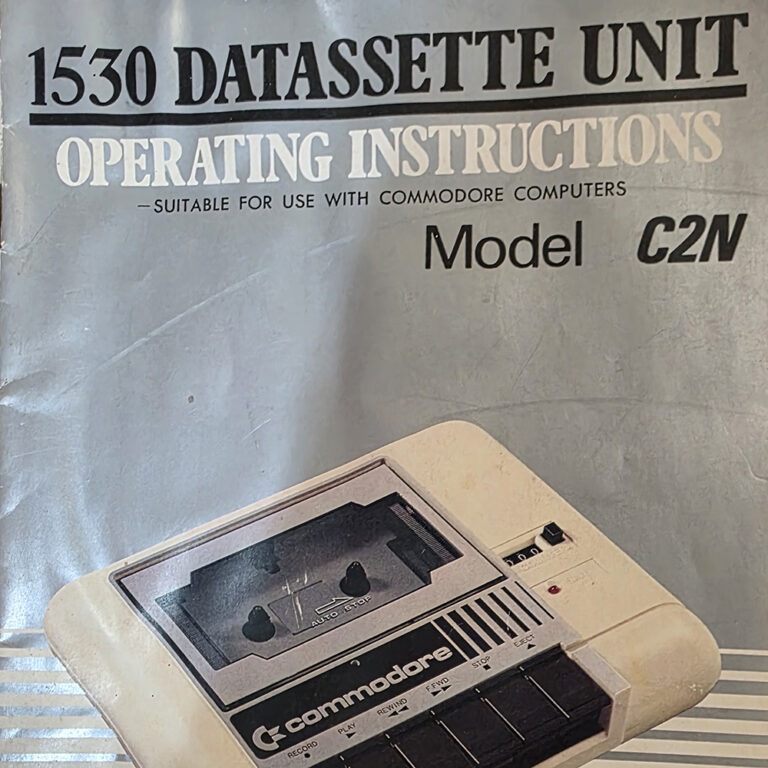 1530 DATASSETTE UNIT
OPERATING INSTRUCTIONS
—SUITABLE FOR USE WITH COMMODORE COMPUTERS
Model C2N
000
AUTO STOP
commodore
RECORD PLAY REWIND F.FWD STOP EJECT